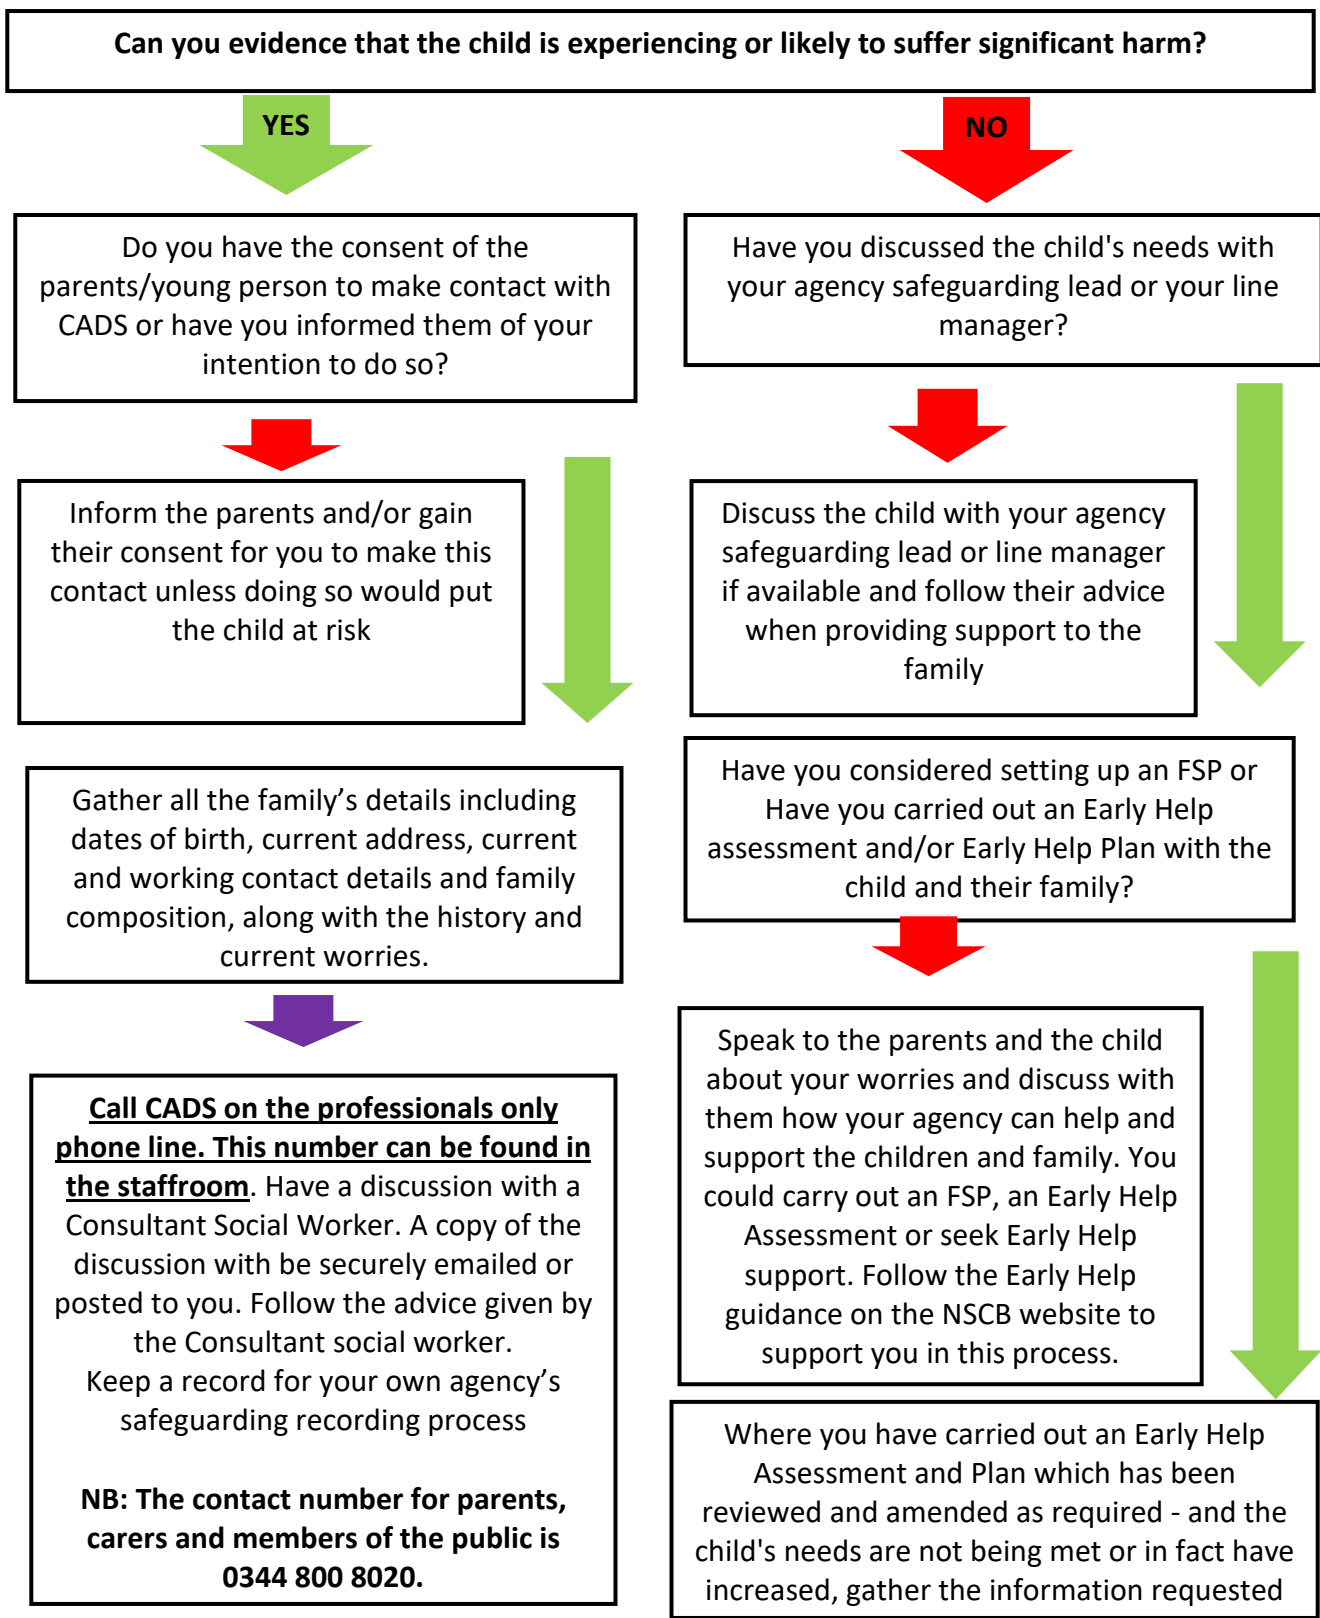 Can you evidence that the child is experiencing or likely to suffer significant harm?
YES
NO
Do you have the consent of the
parents/young person to make contact with
CADS or have you informed them of your
intention to do so?
Have you discussed the child's needs with
your agency safeguarding lead or your line
manager?
Inform the parents and/or gain
their consent for you to make this
contact unless doing so would put
the child at risk
Discuss the child with your agency
safeguarding lead or line manager
if available and follow their advice
when providing support to the
family
Gather all the family’s details including
dates of birth, current address, current
and working contact details and family
composition, along with the history and
current worries.
Have you considered setting up an FSP or
Have you carried out an Early Help
assessment and/or Early Help Plan with the
child and their family?
Call CADS on the professionals only
phone line. This number can be found in
the staffroom. Have a discussion with a
Consultant Social Worker. A copy of the
discussion with be securely emailed or
posted to you. Follow the advice given by
the Consultant social worker.
Keep a record for your own agency’s
safeguarding recording process
NB: The contact number for parents,
carers and members of the public is
0344 800 8020.
Speak to the parents and the child
about your worries and discuss with
them how your agency can help and
support the children and family. You
could carry out an FSP, an Early Help
Assessment or seek Early Help
support. Follow the Early Help
guidance on the NSCB website to
support you in this process.
Where you have carried out an Early Help
Assessment and Plan which has been
reviewed and amended as required - and the
child's needs are not being met or in fact have
increased, gather the information requested